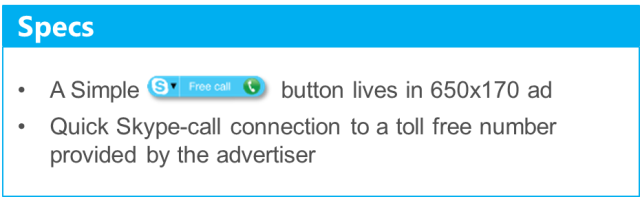 Specs
• A Simple S Free call button lives in 650x170 ad
• Quick Skype-call connection to a toll free number
provided by the advertiser